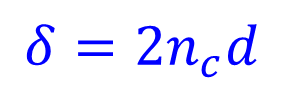 δ = 2n_c d